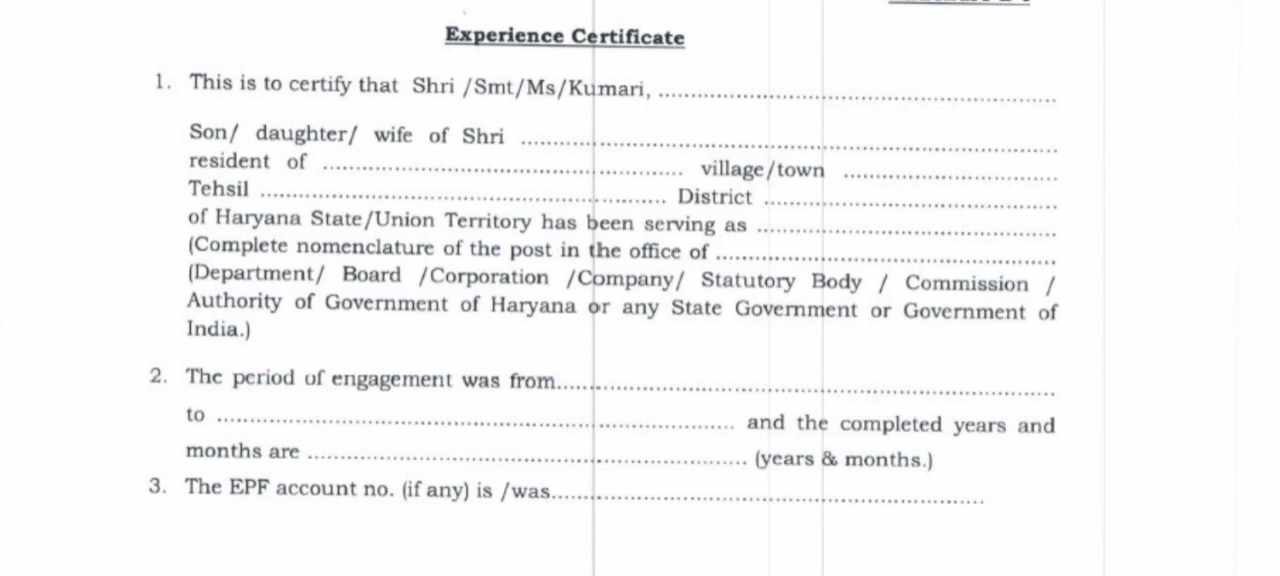 Experience Certificate
1. This is to certify that Shri /Smt/Ms/Kumari, ........................................................
Son/ daughter/ wife of Shri ........................................................
resident of ........................................................ village/town ................................
Tehsil ........................................................ District ................................
of Haryana State/Union Territory has been serving as ................................
(Complete nomenclature of the post in the office of ................................
(Department/ Board /Corporation /Company/ Statutory Body / Commission /
Authority of Government of Haryana or any State Government or Government of
India.)
2. The period of engagement was from........................................................
to ........................................................ and the completed years and
months are ........................................................ (years & months.)
3. The EPF account no. (if any) is /was........................................................